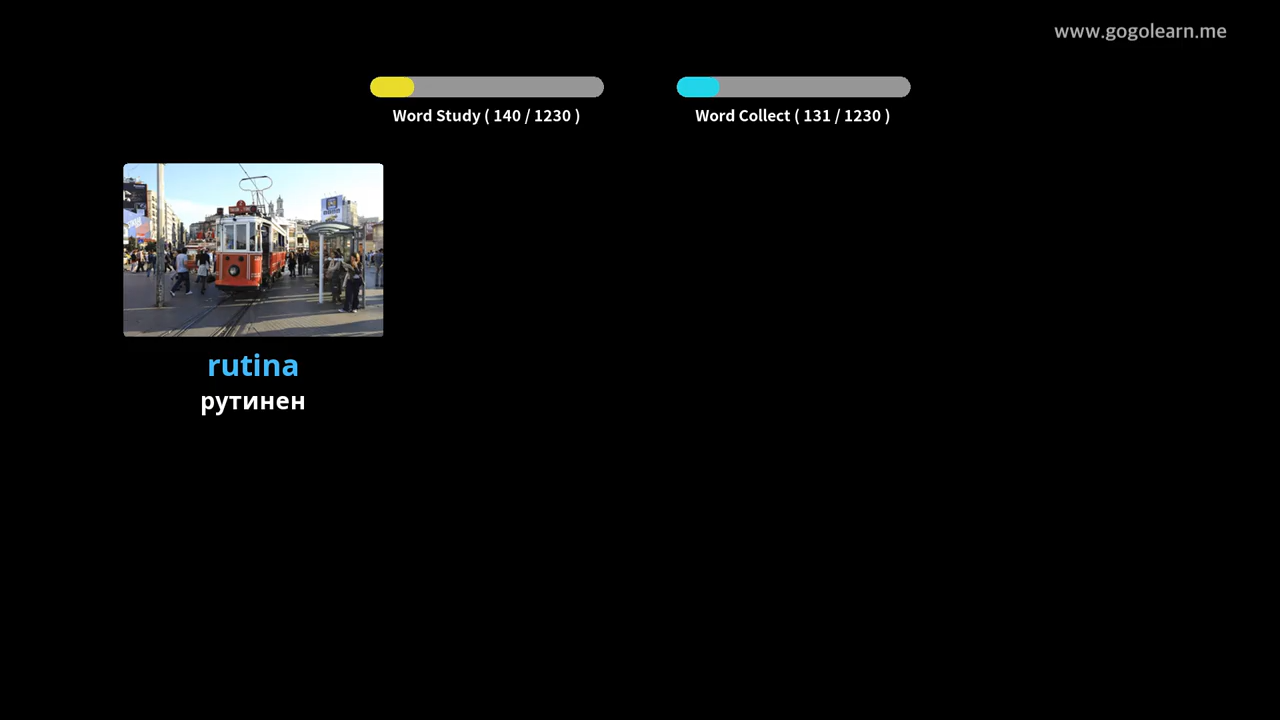 www.gogolearn.me
Word Study ( 140 / 1230 )
Word Collect ( 131 / 1230 )
rutina
рутинен